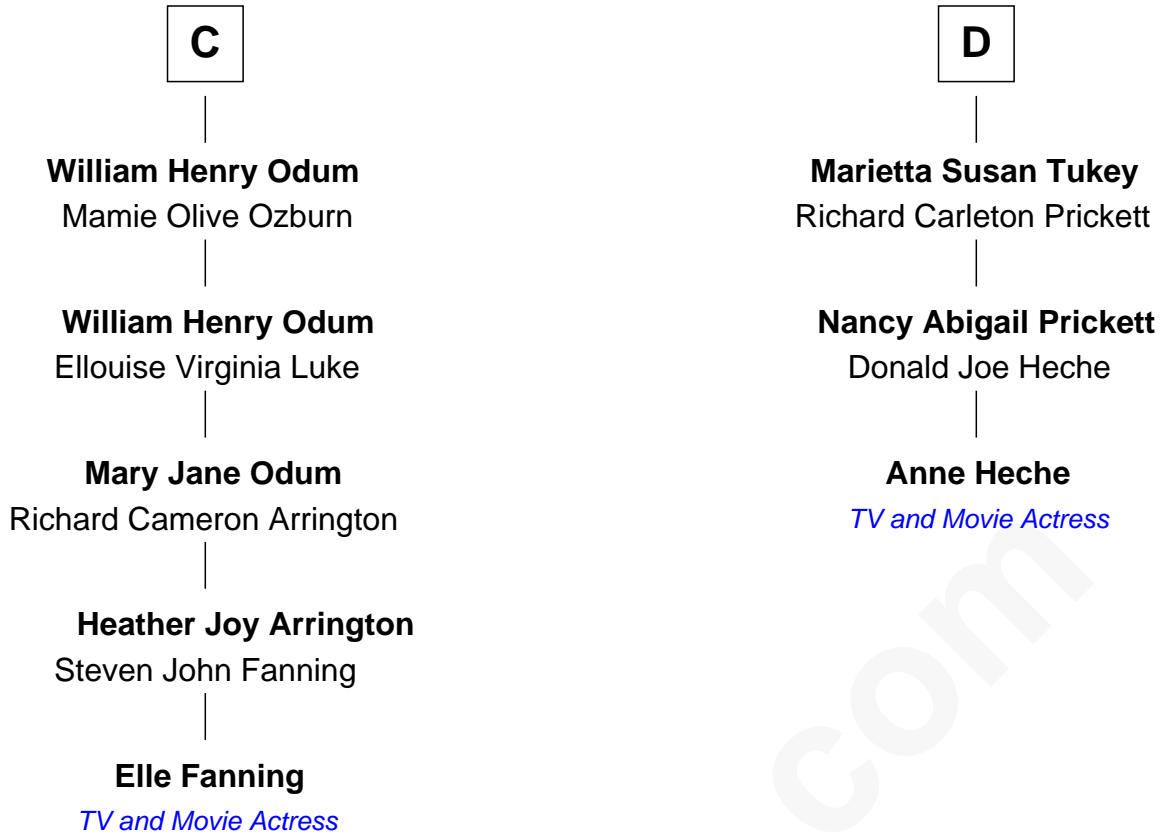 C
William Henry Odum
Mamie Olive Ozburn
William Henry Odum
Ellouise Virginia Luke
Mary Jane Odum
Richard Cameron Arrington
Heather Joy Arrington
Steven John Fanning
Elle Fanning
TV and Movie Actress
D
Marietta Susan Tukey
Richard Carleton Prickett
Nancy Abigail Prickett
Donald Joe Heche
Anne Heche
TV and Movie Actress
com